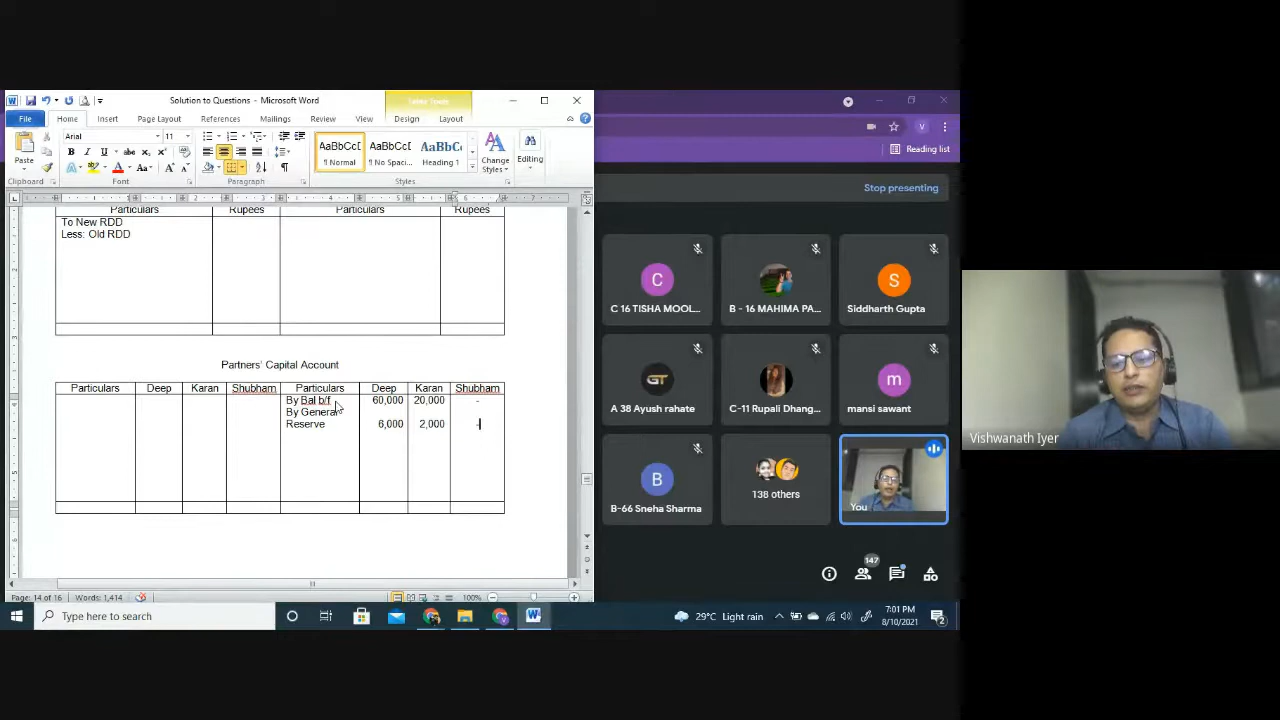 Solution to Questions - Microsoft Word
Table Tools
File Home Insert Page Layout References Mailings Review View Design Layout
Arial 11
Paste
AaBbCcl AaBbCcl AaBbCc
¶ Normal ¶ No Spaci... Heading 1
Change Styles
Editing
Clipboard Font Paragraph Styles
Particulars Rupees Particulars Rupees
To New RDD
Less: Old RDD
Partners' Capital Account
Particulars Deep Karan Shubham Particulars Deep Karan Shubham
By Bal b/f 60,000 20,000 -
By General
Reserve 6,000 2,000 -
Page: 14 of 16 Words: 1,414 100%
Reading list
Stop presenting
C 16 TISHA MOOL...
B - 16 MAHIMA PA...
Siddharth Gupta
A 38 Ayush rahate
C-11 Rupali Dhang...
mansi sawant
B-66 Sneha Sharma
138 others
You
147
Vishwanath Iyer
Type here to search
29°C Light rain
7:01 PM
8/10/2021